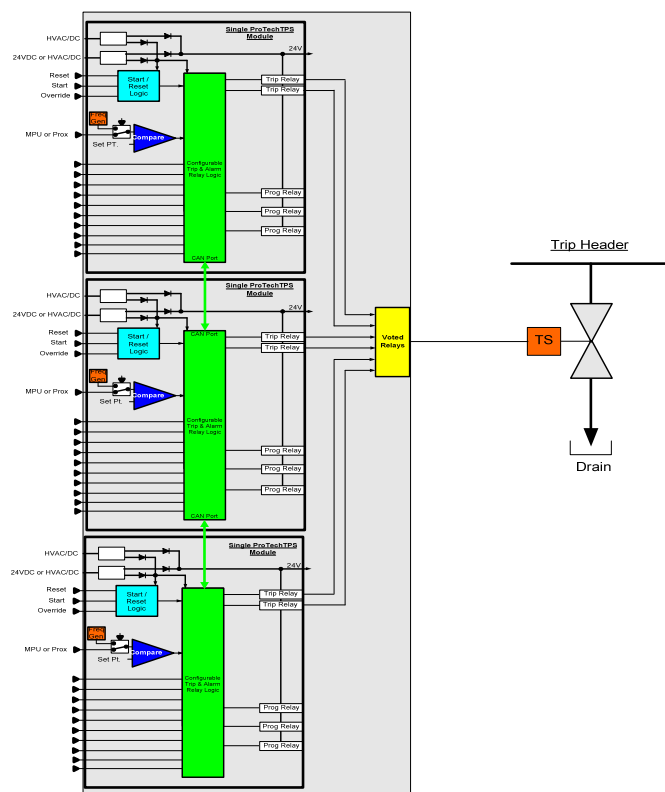 Single ProTechTPS
Module
HVAC/DC
24V
24VDC or HVAC/DC
Reset
Start
Override
Start /
Reset
Logic
Trip Relay
Trip Relay
Freq
Gen
MPU or Prox
Compare
Set PT.
Configurable
Trip & Alarm
Relay Logic
Prog Relay
Prog Relay
Prog Relay
CAN Port
Single ProTechTPS
Module
HVAC/DC
24V
24VDC or HVAC/DC
Reset
Start
Override
Start /
Reset
Logic
CAN Port
Trip Relay
Trip Relay
Freq
Gen
MPU or Prox
Compare
Set Pt.
Configurable
Trip & Alarm
Relay Logic
Prog Relay
Prog Relay
Prog Relay
CAN Port
Single ProTechTPS
Module
HVAC/DC
24V
24VDC or HVAC/DC
Reset
Start
Override
Start /
Reset
Logic
Trip Relay
Trip Relay
Freq
Gen
MPU or Prox
Compare
Set Pt.
Configurable
Trip & Alarm
Relay Logic
Prog Relay
Prog Relay
Prog Relay
Voted
Relays
Trip Header
TS
Drain